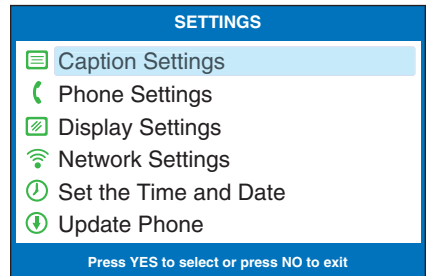 SETTINGS
Caption Settings
Phone Settings
Display Settings
Network Settings
Set the Time and Date
Update Phone
Press YES to select or press NO to exit